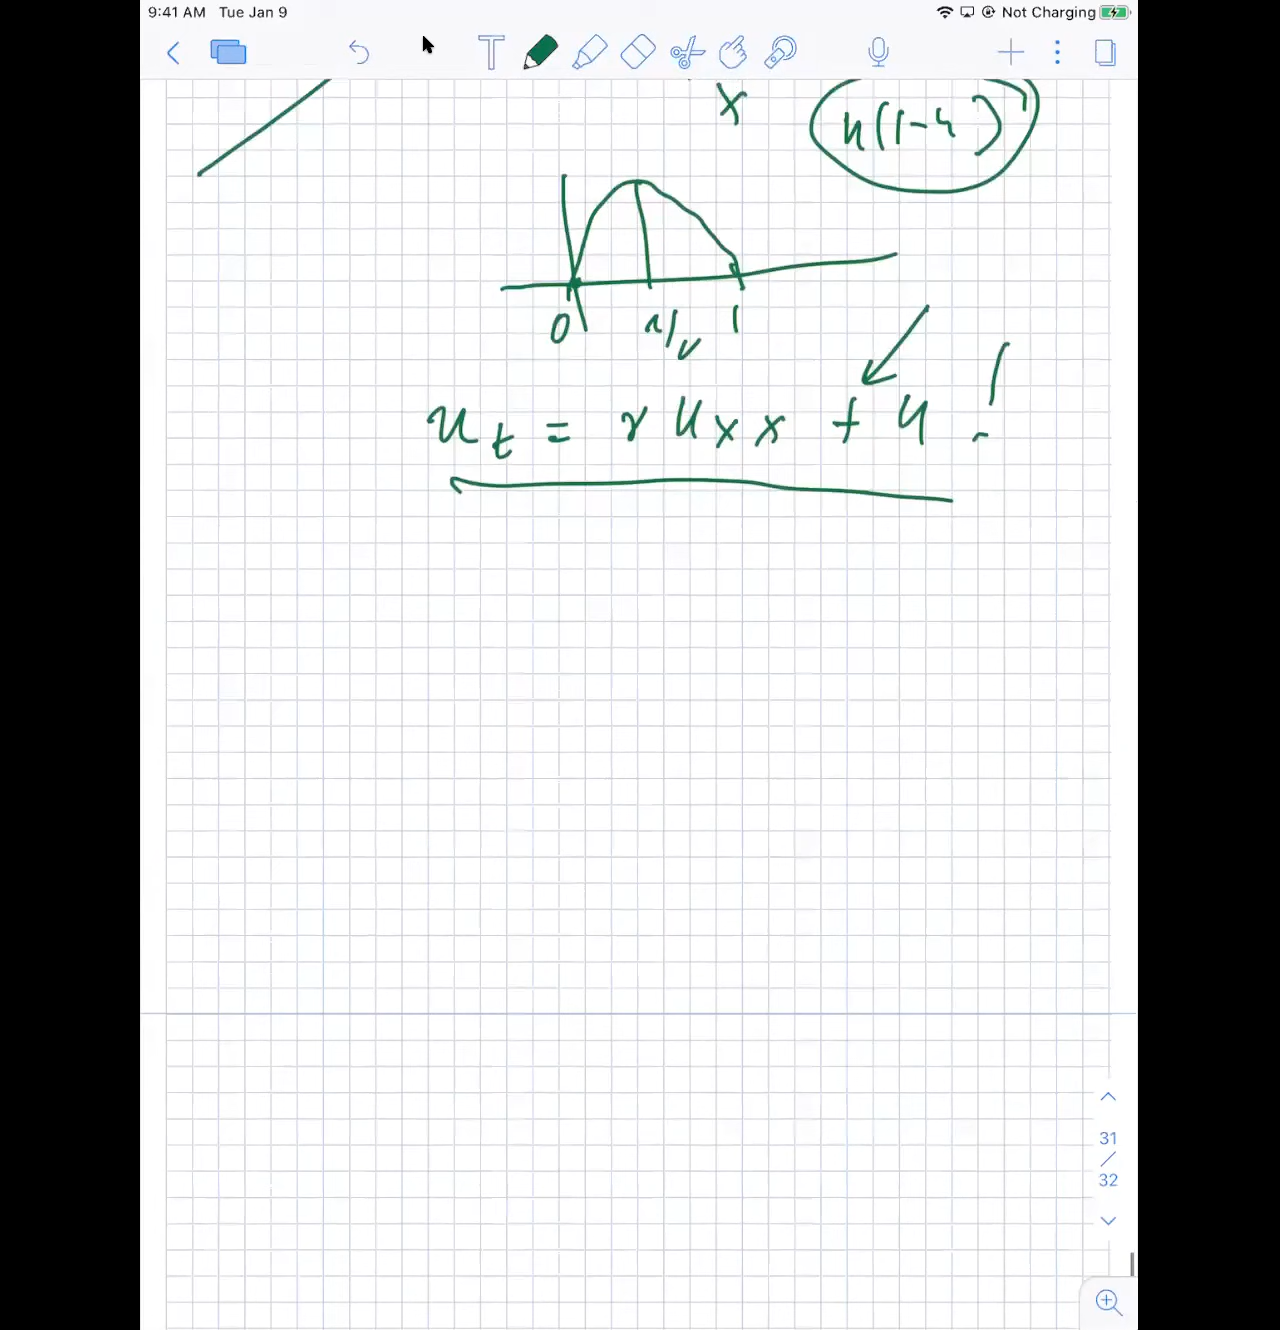 9:41 AM Tue Jan 9
Not Charging
T
x
u(1-u)
0 1/2 1
u_t = γ u_xx + u !
31
/
32